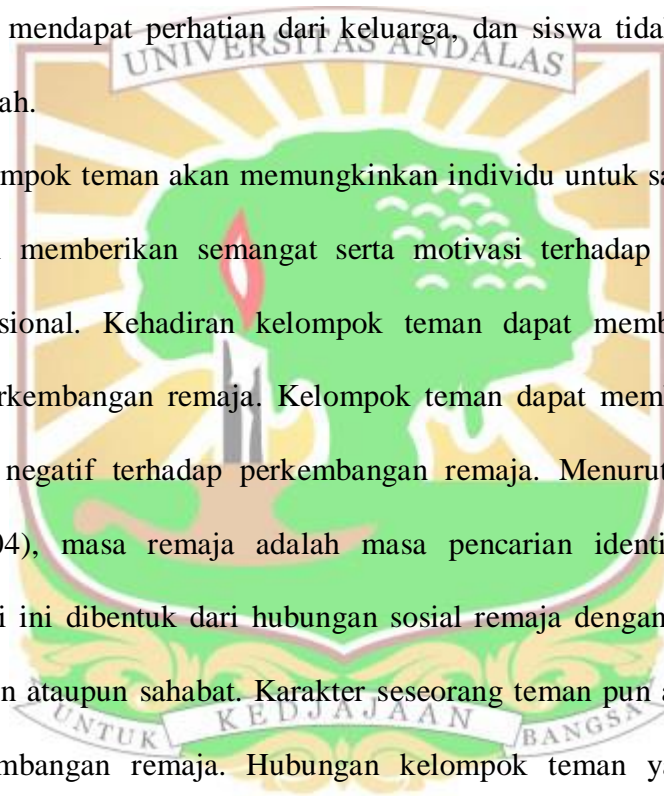 mendapat perhatian dari keluarga, dan siswa tida
UNIVERSITAS ANDALAS
ah.
mpok teman akan memungkinkan individu untuk sa
memberikan semangat serta motivasi terhadap
sional. Kehadiran kelompok teman dapat memb
rkembangan remaja. Kelompok teman dapat mem
negatif terhadap perkembangan remaja. Menurut
04), masa remaja adalah masa pencarian identi
i ini dibentuk dari hubungan sosial remaja dengan
n ataupun sahabat. Karakter seseorang teman pun a
UNTUK KEDJAJAAN BANGSA
mbangan remaja. Hubungan kelompok teman ya